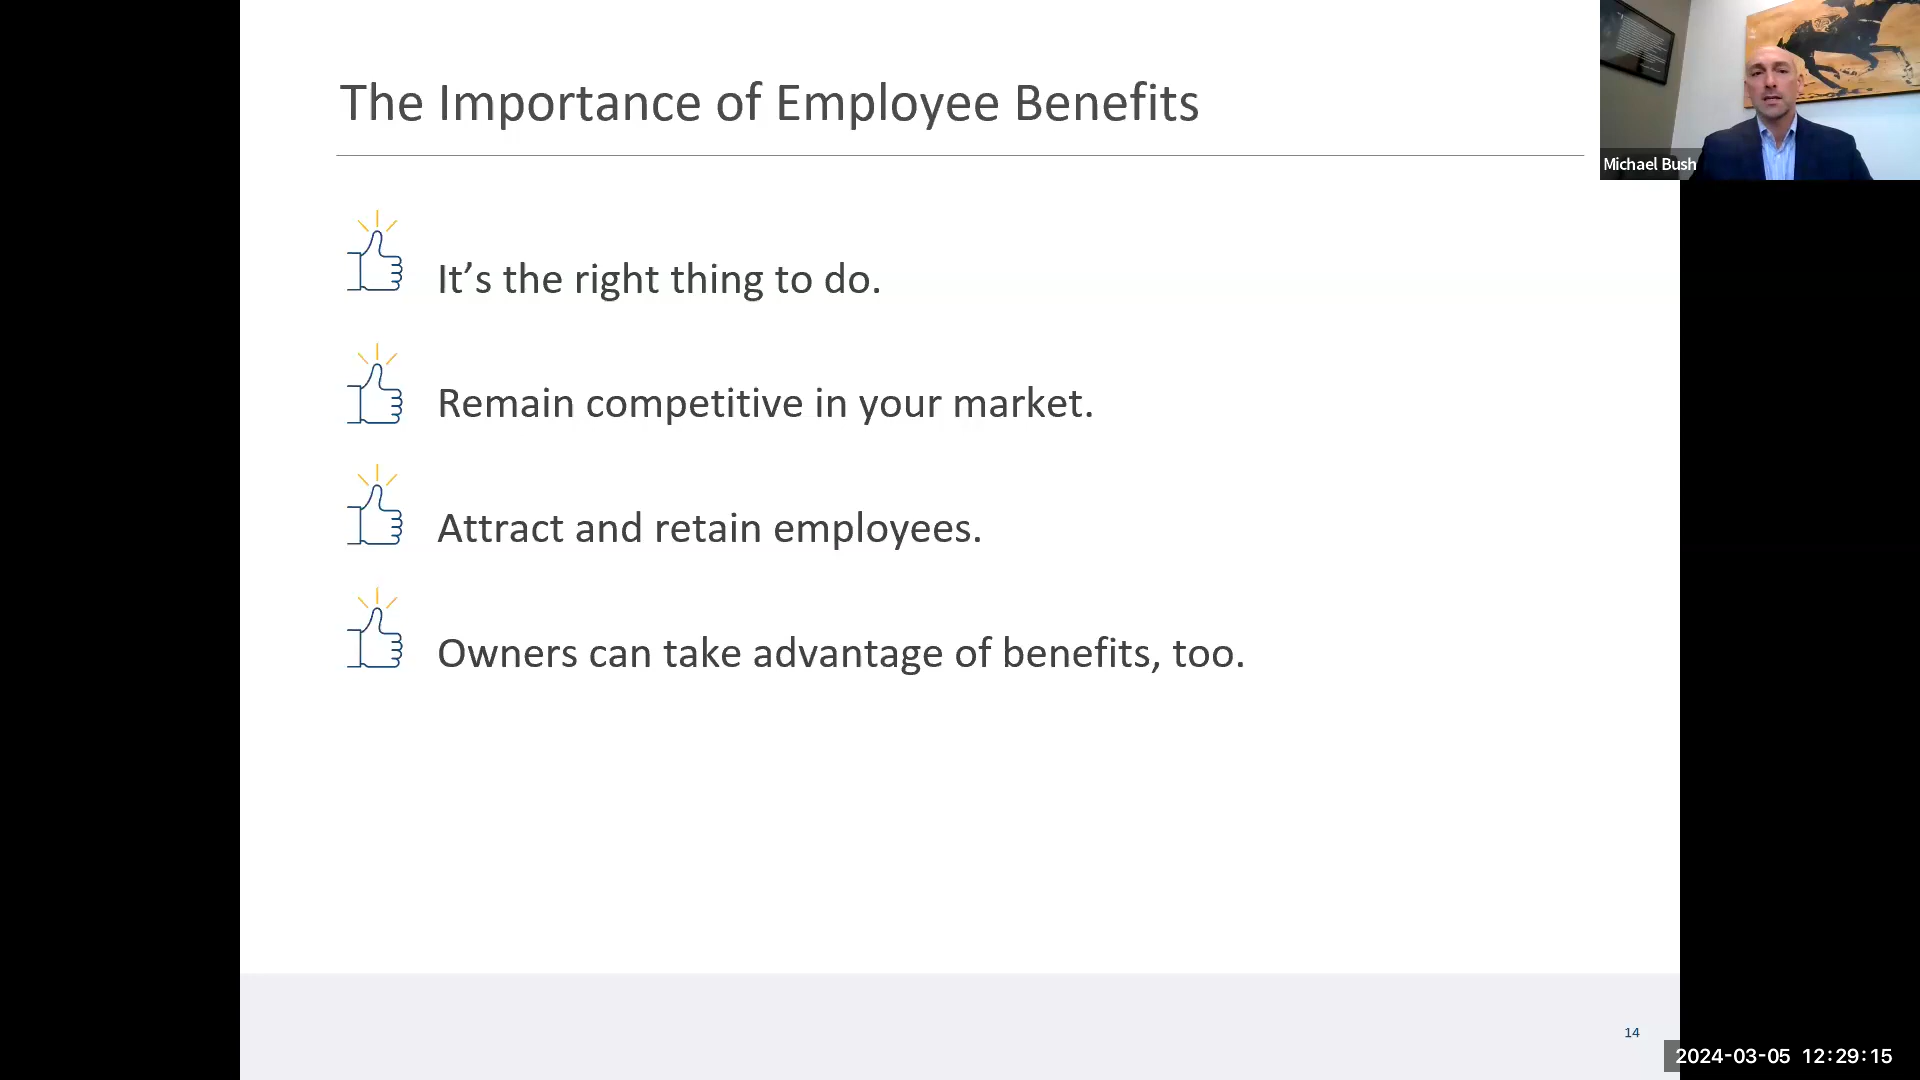 The Importance of Employee Benefits
Michael Bush
It’s the right thing to do.
Remain competitive in your market.
Attract and retain employees.
Owners can take advantage of benefits, too.
14
2024-03-05 12:29:15